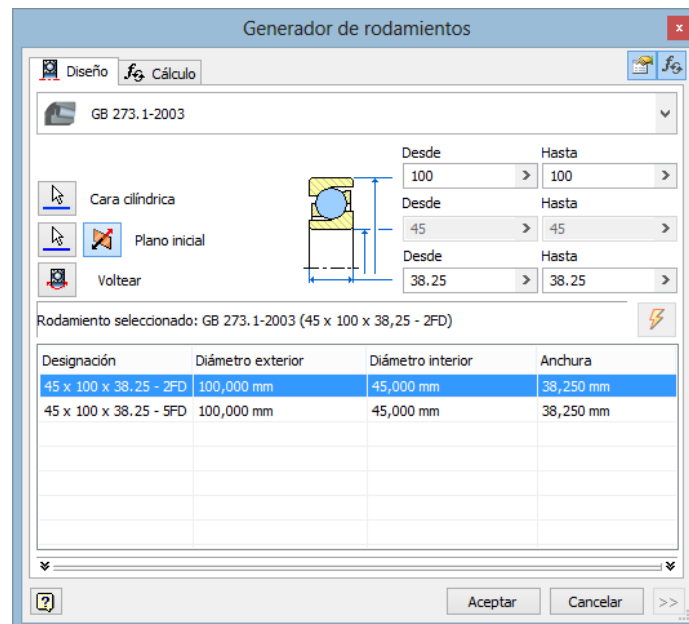 Generador de rodamientos
x
Diseño
Cálculo
GB 273.1-2003
Desde Hasta
100 100
Cara cilíndrica
Desde Hasta
45 45
Plano inicial
Desde Hasta
Voltear
38.25 38.25
Rodamiento seleccionado: GB 273.1-2003 (45 x 100 x 38,25 - 2FD)
Designación Diámetro exterior Diámetro interior Anchura
45 x 100 x 38.25 - 2FD 100,000 mm 45,000 mm 38,250 mm
45 x 100 x 38.25 - 5FD 100,000 mm 45,000 mm 38,250 mm
Aceptar Cancelar >>